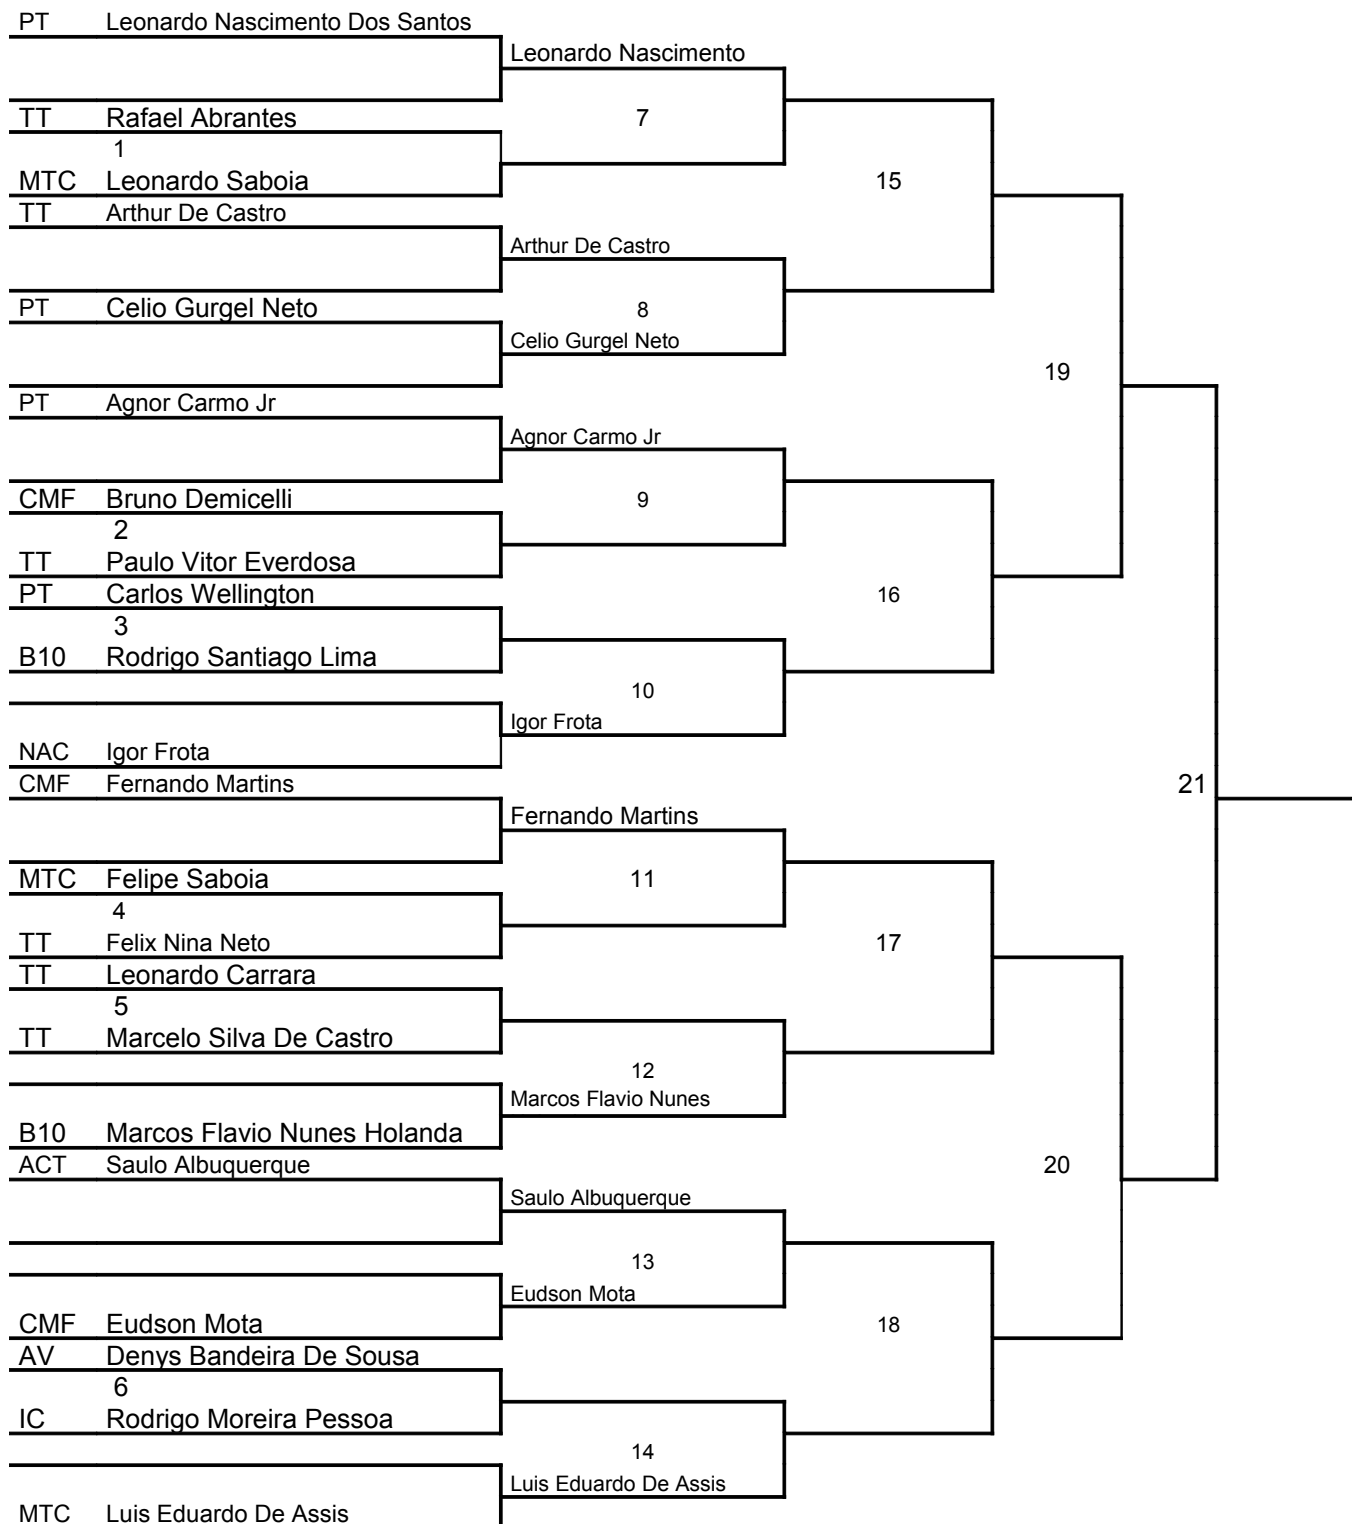 PT Leonardo Nascimento Dos Santos
Leonardo Nascimento
TT Rafael Abrantes 7
1
MTC Leonardo Saboia 15
TT Arthur De Castro
Arthur De Castro
PT Celio Gurgel Neto 8
Celio Gurgel Neto
19
PT Agnor Carmo Jr
Agnor Carmo Jr
CMF Bruno Demicelli 9
2
TT Paulo Vitor Everdosa
PT Carlos Wellington 16
3
B10 Rodrigo Santiago Lima
10
Igor Frota
NAC Igor Frota
CMF Fernando Martins 21
Fernando Martins
MTC Felipe Saboia 11
4
TT Felix Nina Neto 17
TT Leonardo Carrara
5
TT Marcelo Silva De Castro
12
Marcos Flavio Nunes
B10 Marcos Flavio Nunes Holanda
ACT Saulo Albuquerque 20
Saulo Albuquerque
13
Eudson Mota
CMF Eudson Mota 18
AV Denys Bandeira De Sousa
6
IC Rodrigo Moreira Pessoa
14
Luis Eduardo De Assis
MTC Luis Eduardo De Assis